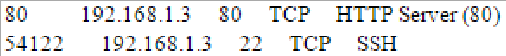 80 192.168.1.3 80 TCP HTTP Server (80)
54122 192.168.1.3 22 TCP SSH